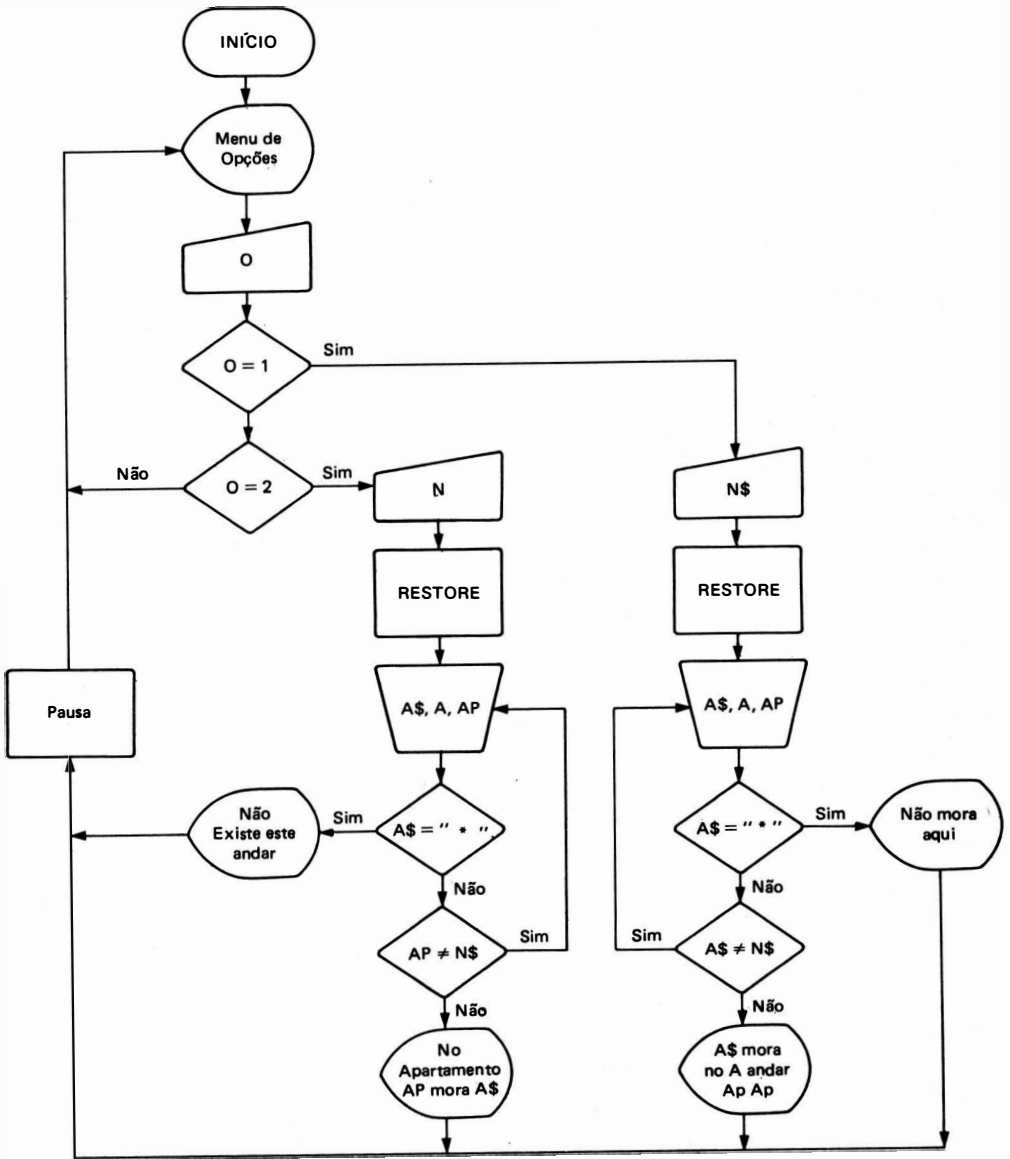 INÍCIO
Menu de
Opções
O
O = 1
Sim
O = 2
Não
Sim
N
N$
RESTORE
RESTORE
A$, A, AP
A$, A, AP
Pausa
A$ = " * "
Sim
Não
Existe este
andar
A$ = " * "
Sim
Não mora
aqui
Não
Não
AP ≠ N$
Sim
A$ ≠ N$
Sim
Não
Não
No
Apartamento
AP mora A$
A$ mora
no A andar
Ap Ap